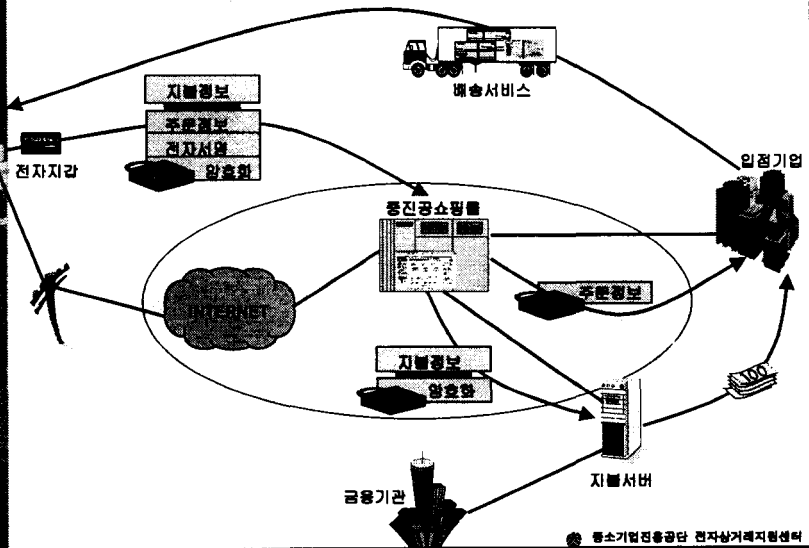 배송서비스
지불정보
주문정보
전자서명
암호화
전자지갑
입점기업
중진공쇼핑몰
INTERNET
주문정보
지불정보
암호화
100
지불서버
금융기관
중소기업진흥공단 전자상거래지원센터